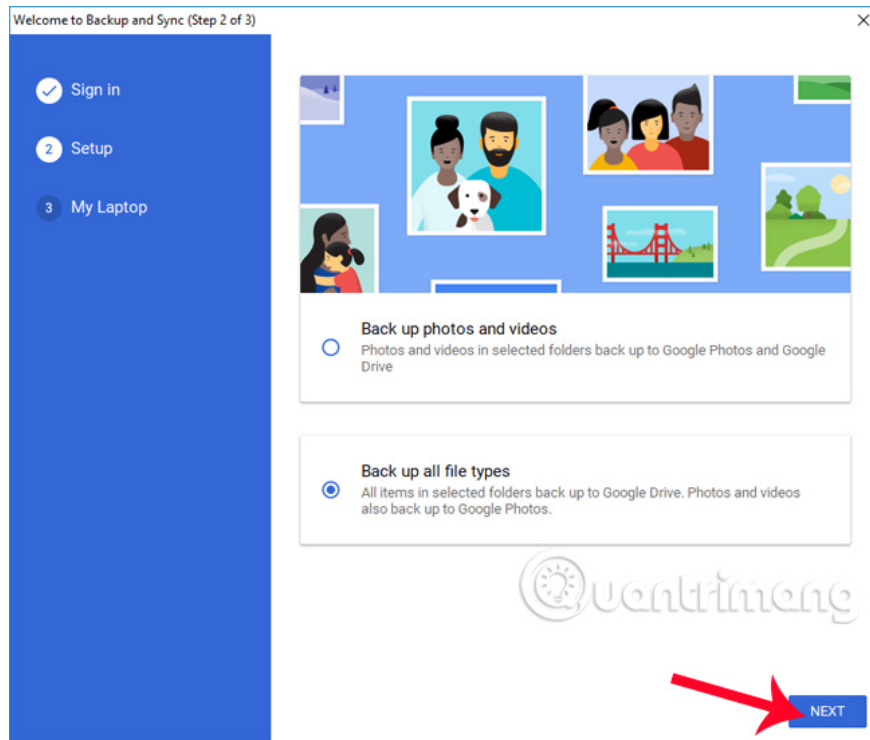 Welcome to Backup and Sync (Step 2 of 3)
Sign in
2 Setup
3 My Laptop
Back up photos and videos
Photos and videos in selected folders back up to Google Photos and Google
Drive
Back up all file types
All items in selected folders back up to Google Drive. Photos and videos
also back up to Google Photos.
Quantrimang
NEXT